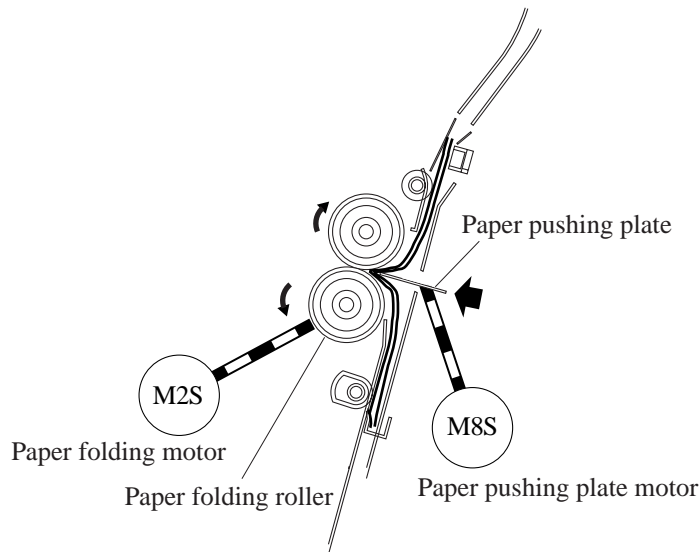 Paper pushing plate
M2S
M8S
Paper folding motor
Paper folding roller
Paper pushing plate motor